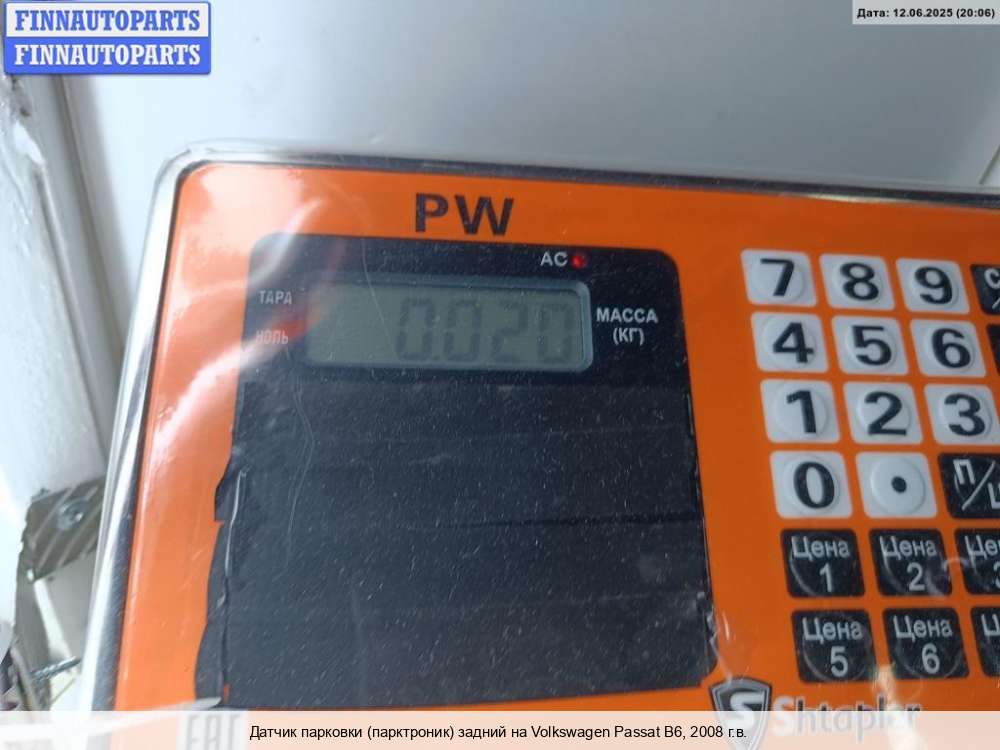 FINNAUTOPARTS
FINNAUTOPARTS
Дата: 12.06.2025 (20:06)
PW
AC
ТАРА
НОЛЬ
0.020
МАССА
(КГ)
7 8 9
4 5 6
1 2 3
0 .
Цена 1
Цена 2
Цена 5
Цена 6
Shtapler
EAC
Датчик парковки (парктроник) задний на Volkswagen Passat B6, 2008 г.в.